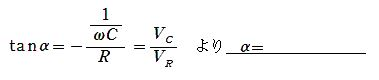 tanα = − (1/ωC)/R = V_C/V_R より α=